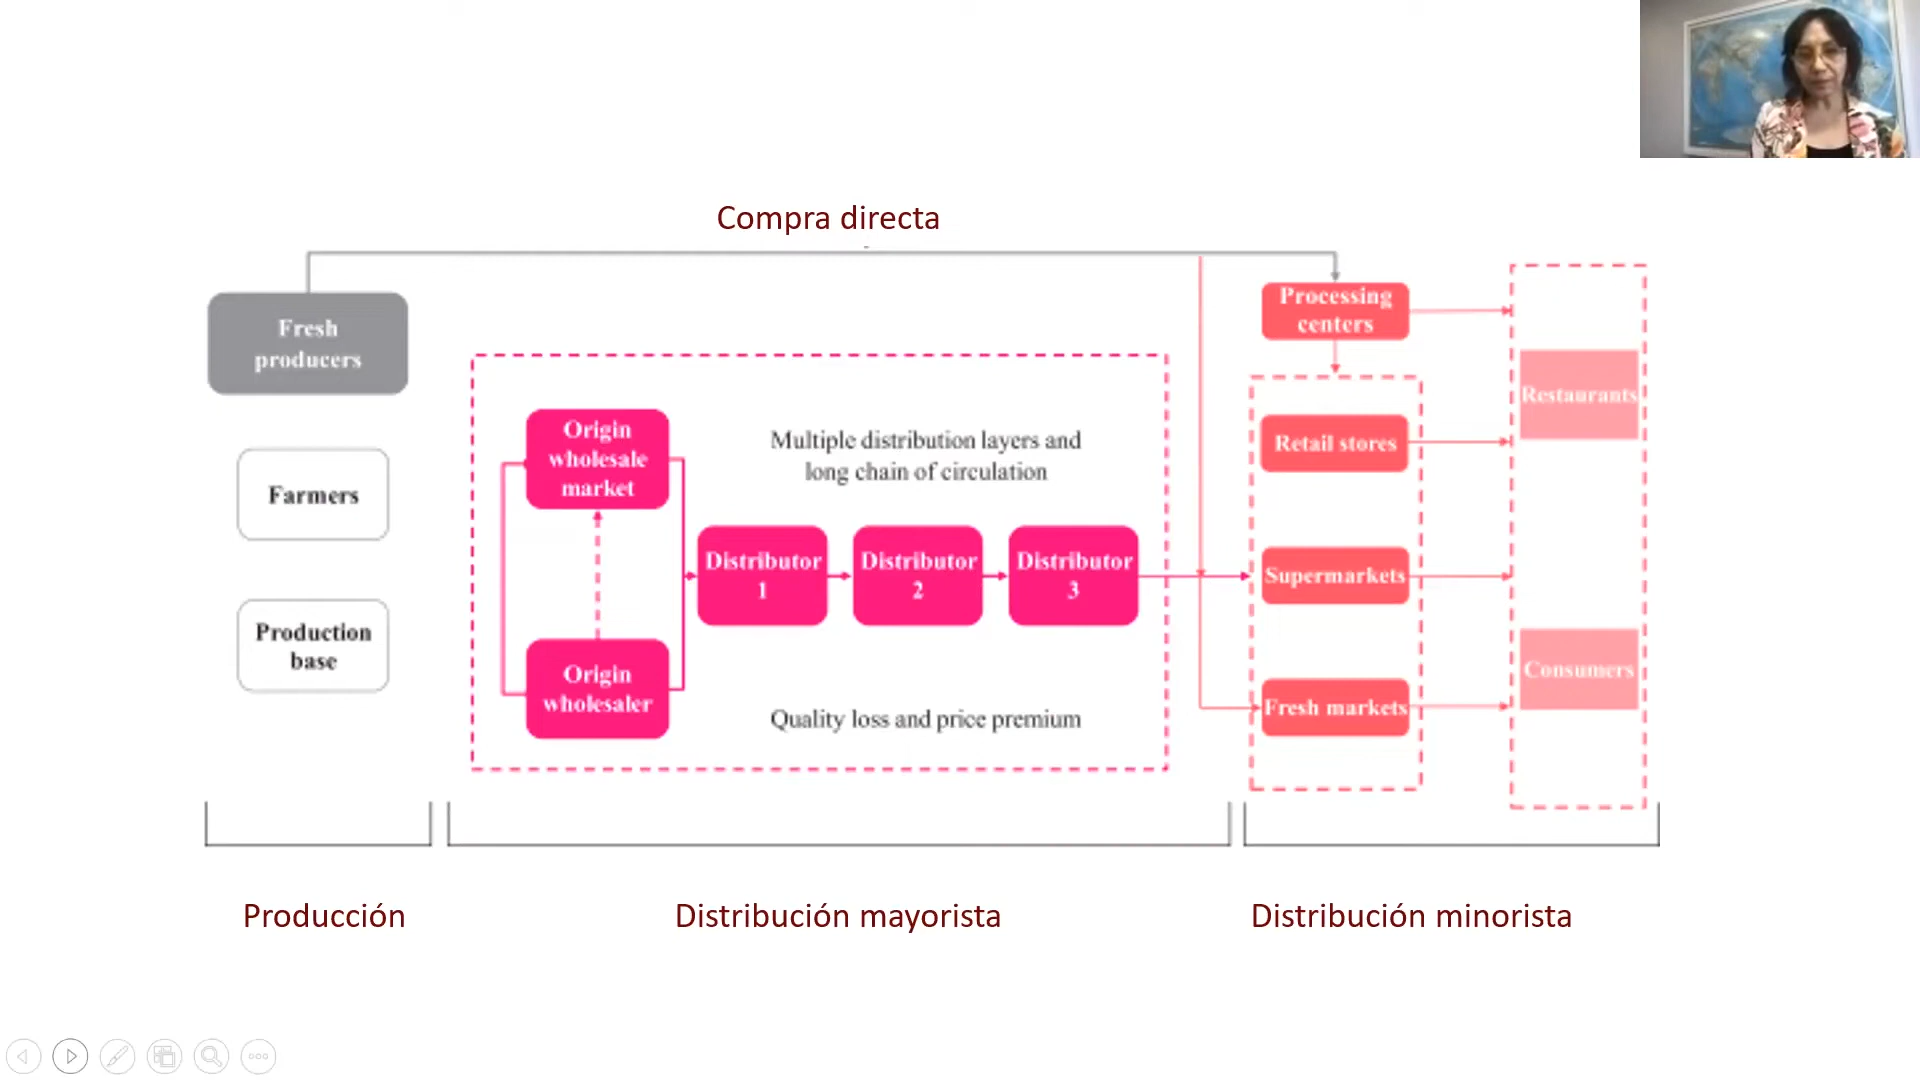 Compra directa
Fresh
producers
Farmers
Production
base
Origin
wholesale
market
Origin
wholesaler
Multiple distribution layers and
long chain of circulation
Distributor
1
Distributor
2
Distributor
3
Quality loss and price premium
Processing
centers
Retail stores
Supermarkets
Fresh markets
Restaurants
Consumers
Producción
Distribución mayorista
Distribución minorista